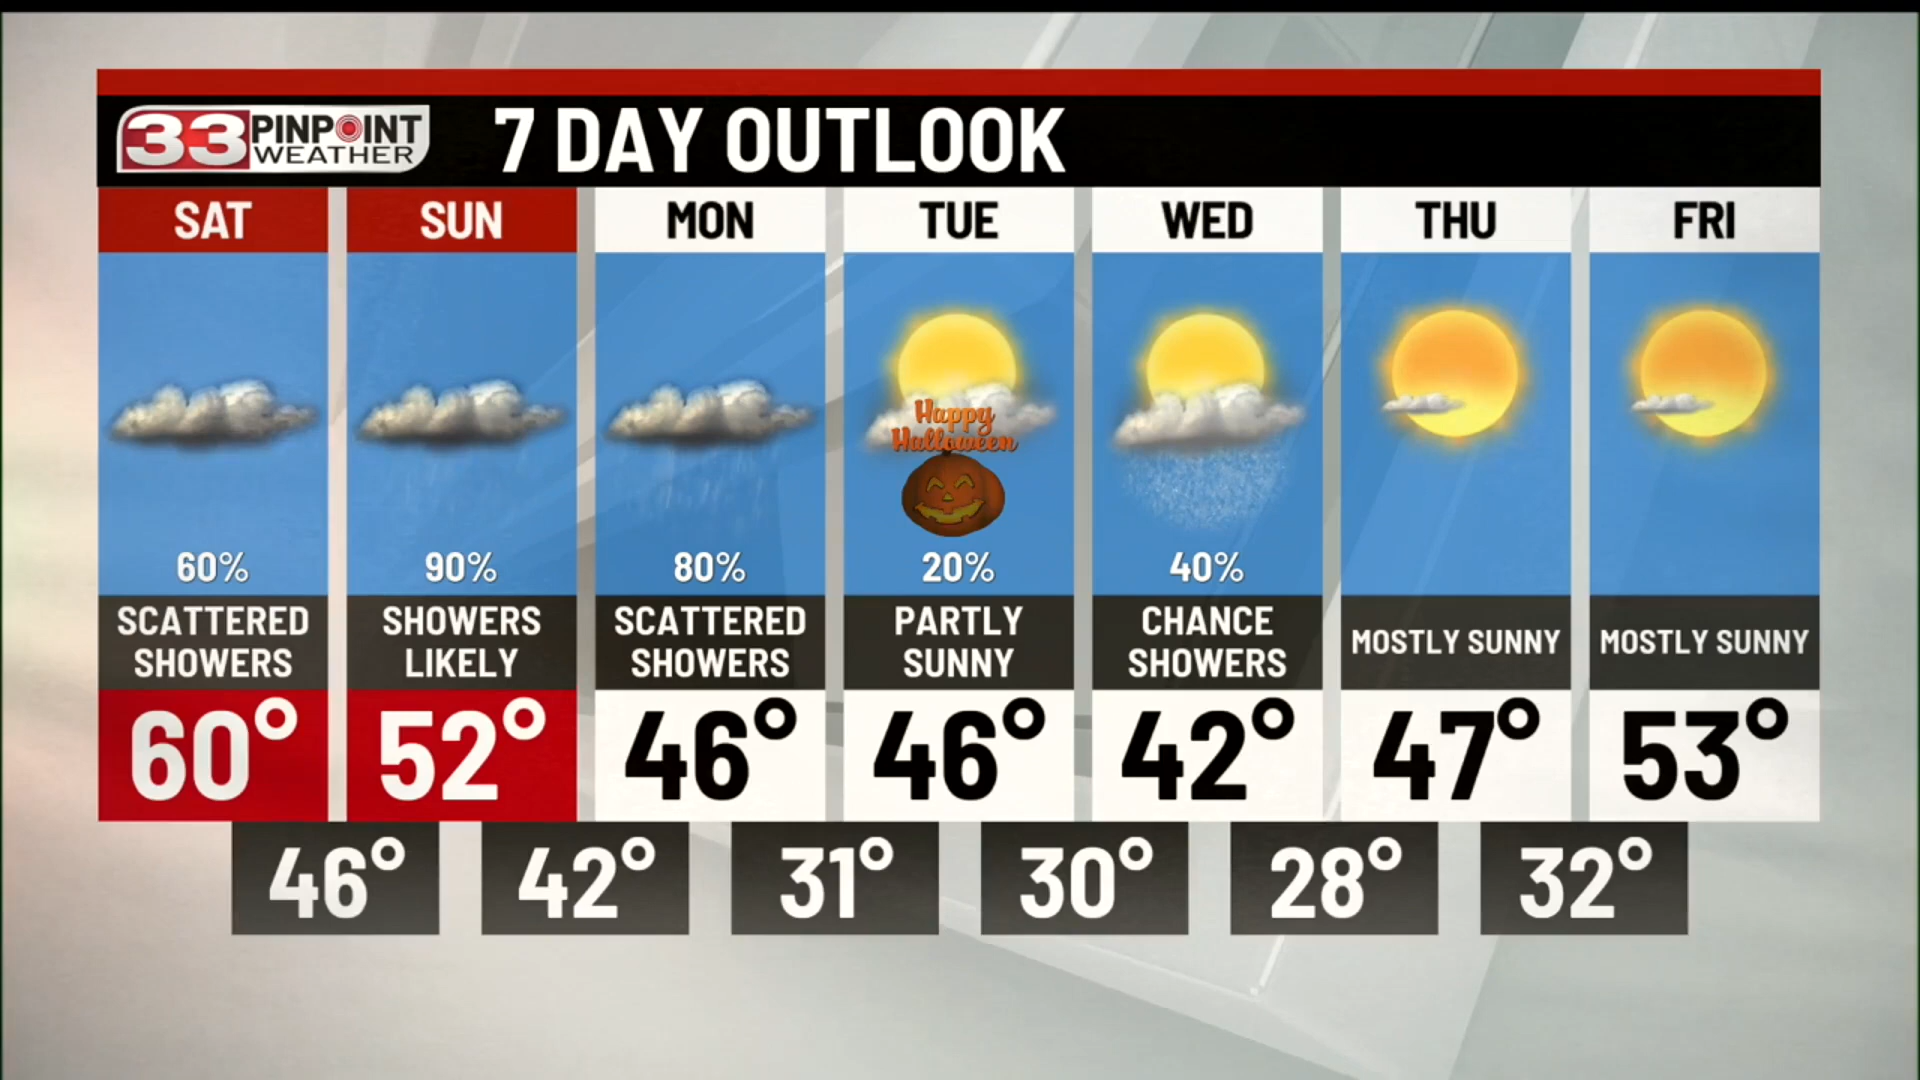 33 PINPOINT WEATHER
7 DAY OUTLOOK
SAT SUN MON TUE WED THU FRI
Happy
Halloween
60% 90% 80% 20% 40%
SCATTERED SHOWERS
SHOWERS LIKELY
SCATTERED SHOWERS
PARTLY SUNNY
CHANCE SHOWERS
MOSTLY SUNNY
MOSTLY SUNNY
60° 52° 46° 46° 42° 47° 53°
46° 42° 31° 30° 28° 32°